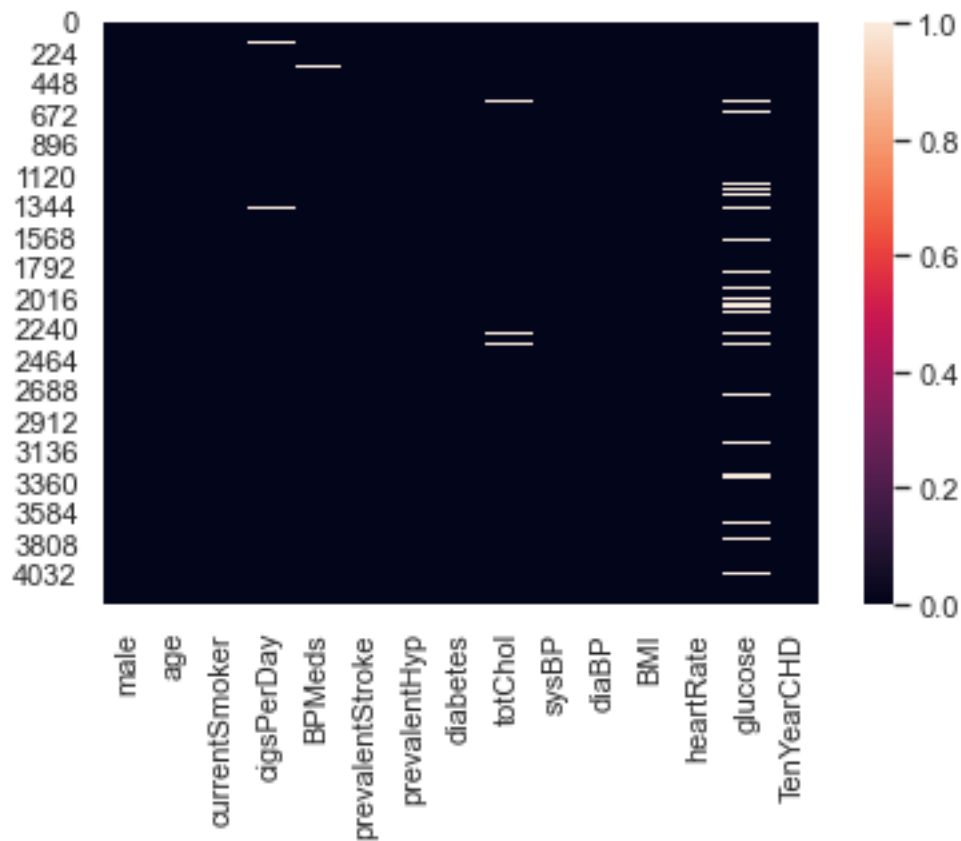 0
224
448
672
896
1120
1344
1568
1792
2016
2240
2464
2688
2912
3136
3360
3584
3808
4032
male
age
currentSmoker
cigsPerDay
BPMeds
prevalentStroke
prevalentHyp
diabetes
totChol
sysBP
diaBP
BMI
heartRate
glucose
TenYearCHD
1.0
0.8
0.6
0.4
0.2
0.0